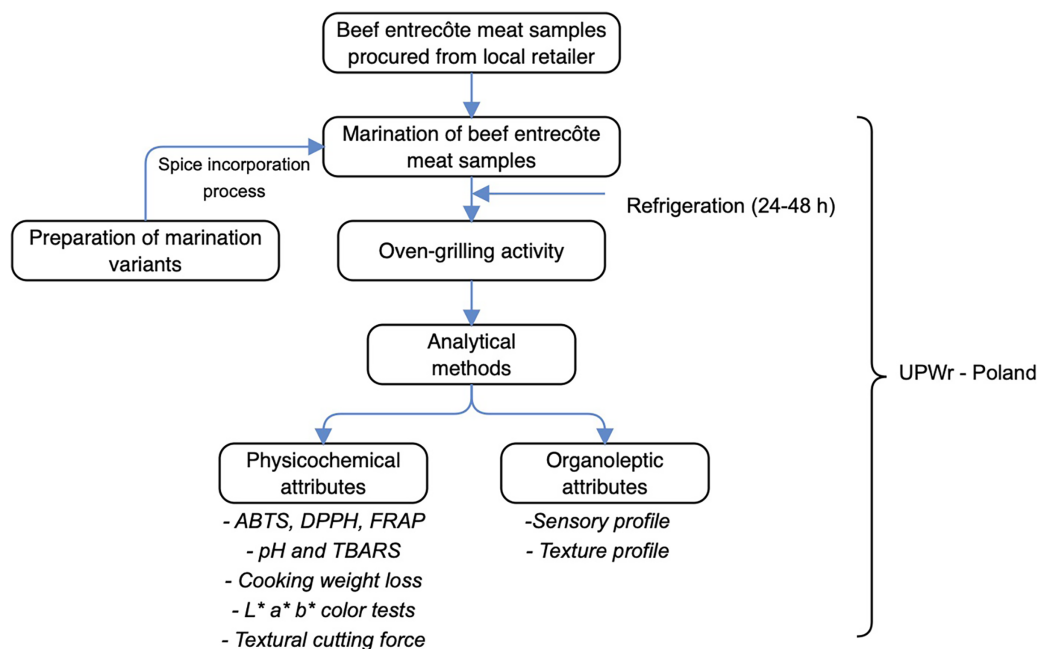 Beef entrecôte meat samples
procured from local retailer
Marination of beef entrecôte
meat samples
Spice incorporation
process
Refrigeration (24-48 h)
Preparation of marination
variants
Oven-grilling activity
Analytical
methods
UPWr - Poland
Physicochemical
attributes
- ABTS, DPPH, FRAP
- pH and TBARS
- Cooking weight loss
- L* a* b* color tests
- Textural cutting force
Organoleptic
attributes
-Sensory profile
- Texture profile